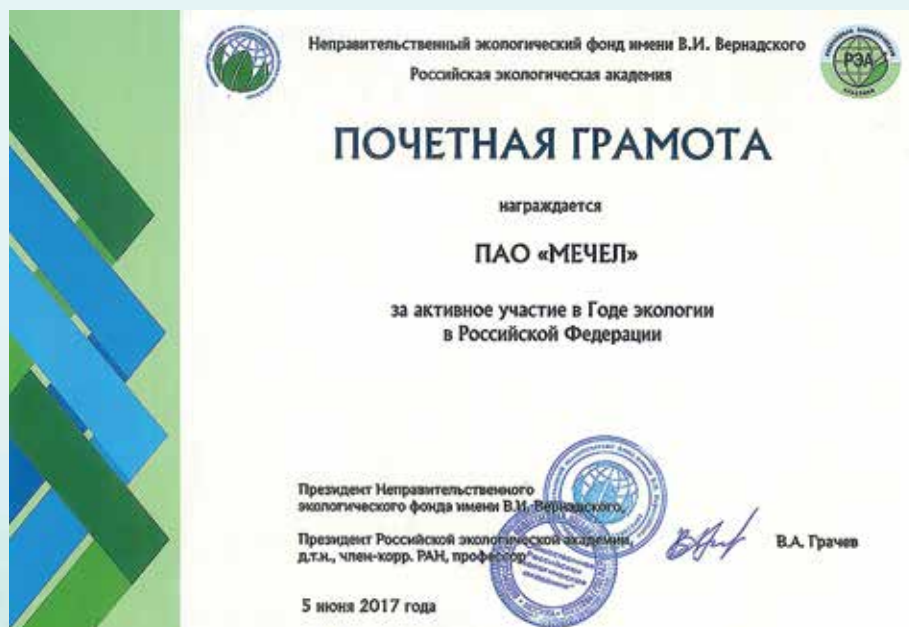 Неправительственный экологический фонд имени В.И. Вернадского
Российская экологическая академия
РЭА
ПОЧЕТНАЯ ГРАМОТА
награждается
ПАО «МЕЧЕЛ»
за активное участие в Годе экологии
в Российской Федерации
Президент Неправительственного
экологического фонда имени В.И. Вернадского,
Президент Российской экологической академии,
д.т.н., член-корр. РАН, профессор
В.А. Грачев
5 июня 2017 года